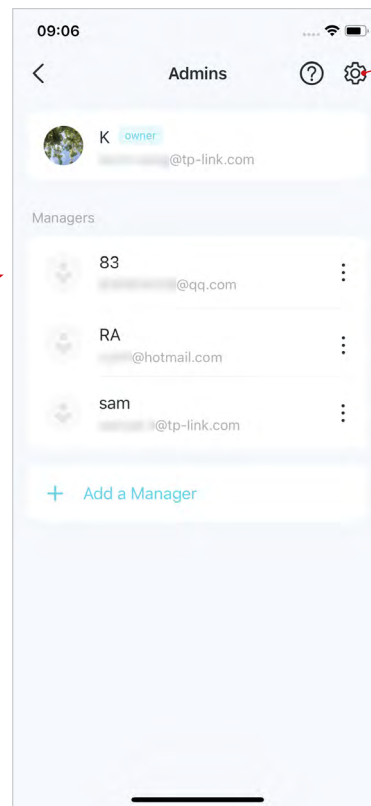 09:06
Admins
K owner
@tp-link.com
Managers
83
@qq.com
RA
@hotmail.com
sam
@tp-link.com
+ Add a Manager